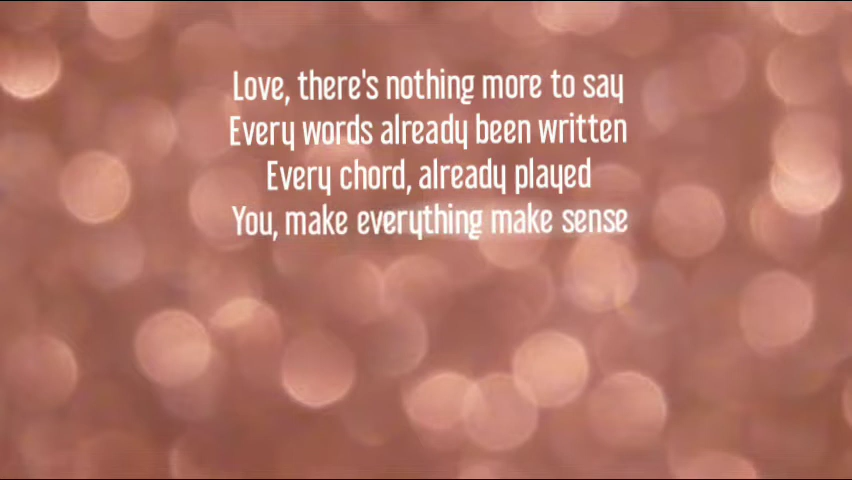 Love, there's nothing more to say
Every words already been written
Every chord, already played
You, make everything make sense